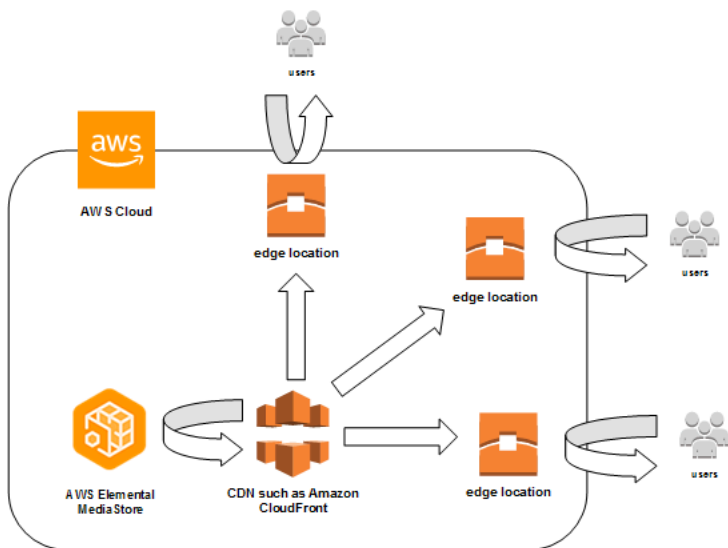 users
aws
AWS Cloud
edge location
users
edge location
AWS Elemental
MediaStore
CDN such as Amazon
CloudFront
edge location
users